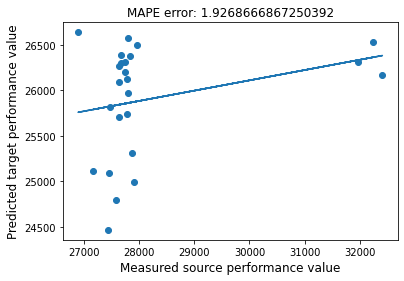 MAPE error: 1.9268666867250392
Predicted target performance value
26500
26000
25500
25000
24500
27000 28000 29000 30000 31000 32000
Measured source performance value